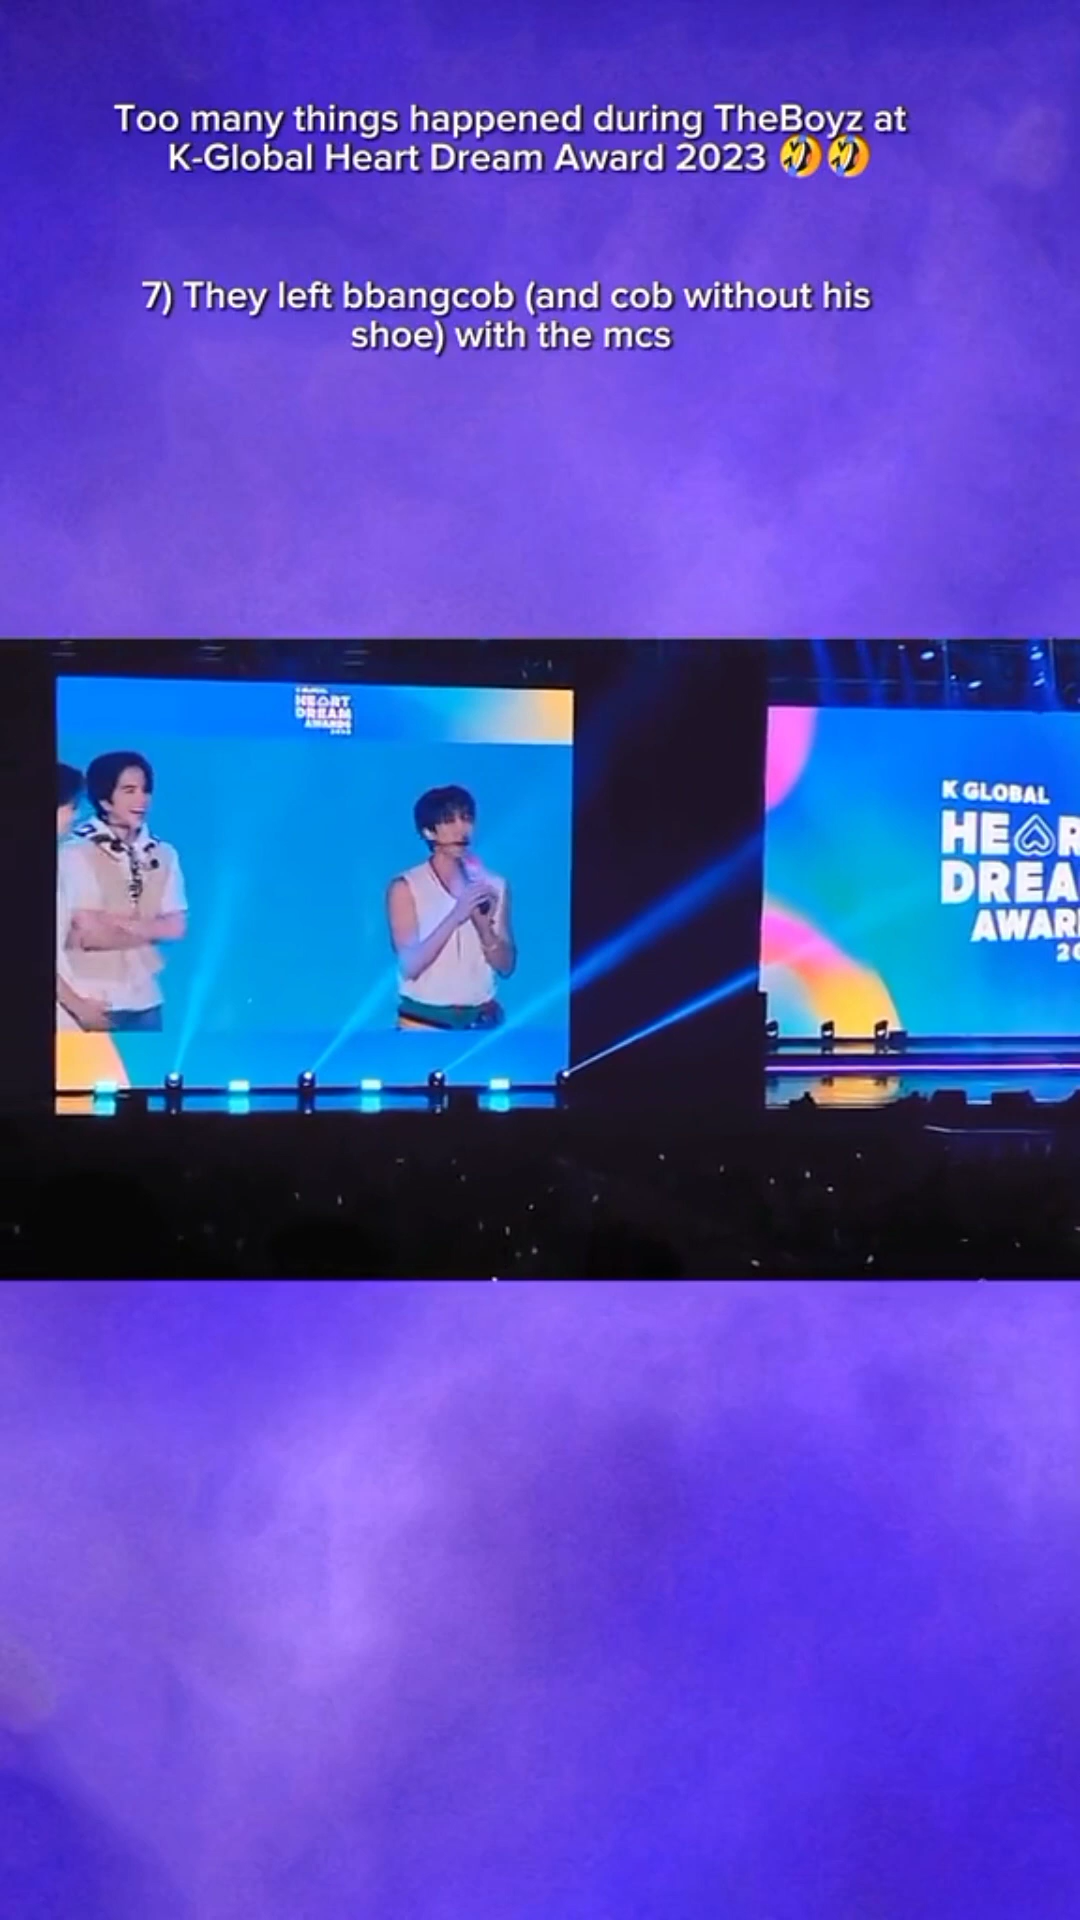 Too many things happened during TheBoyz at
K-Global Heart Dream Award 2023 🤣🤣
7) They left bbangcob (and cob without his
shoe) with the mcs
HEART
DREAM
AWARDS
K GLOBAL
HE
DREA
AWAR